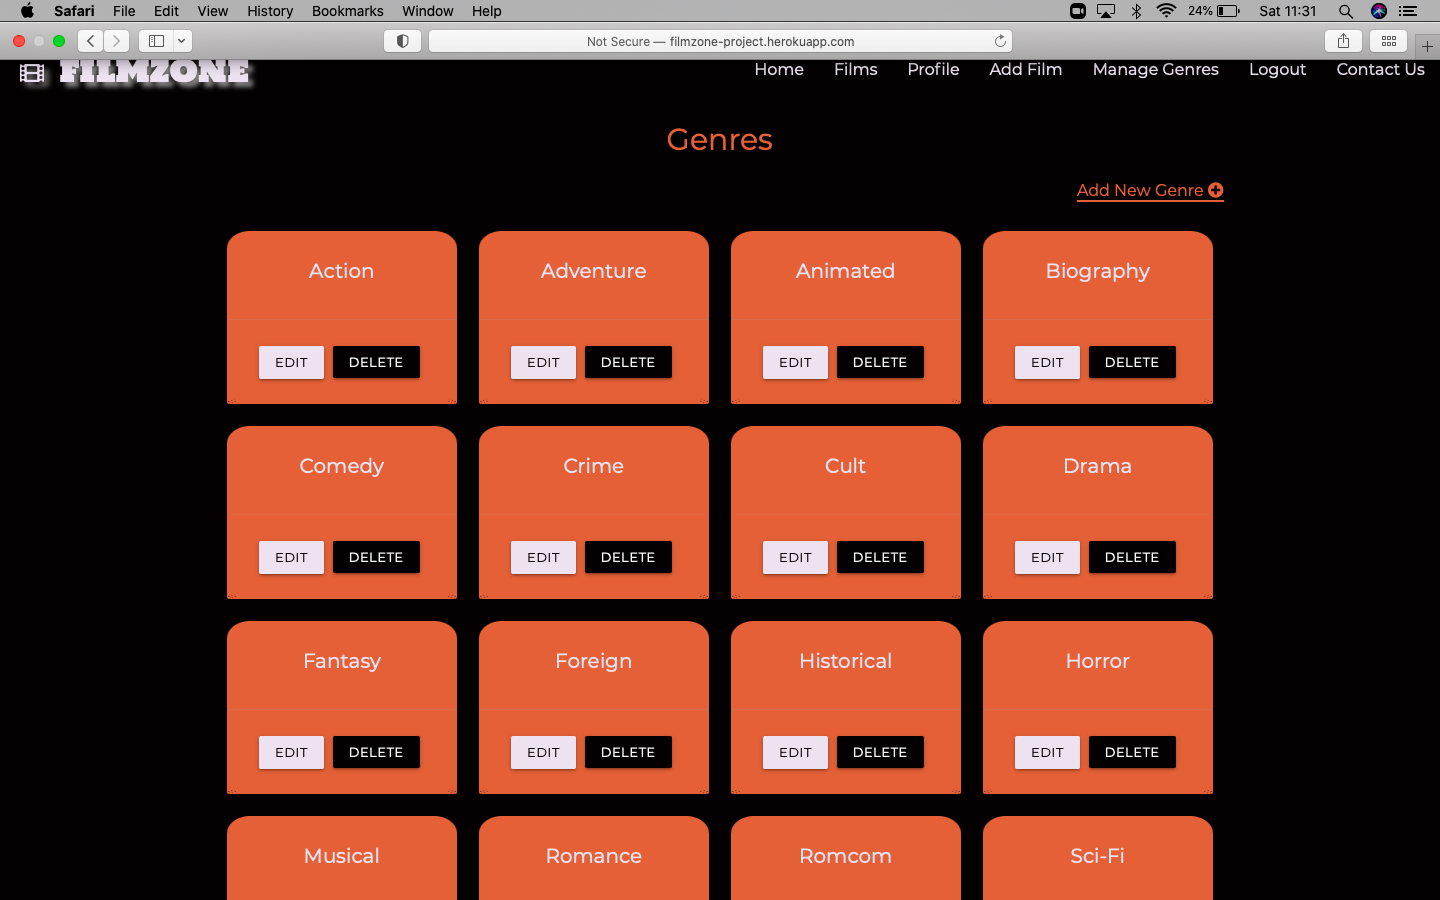 Safari File Edit View History Bookmarks Window Help 24% Sat 11:31
Not Secure — filmzone-project.herokuapp.com
FILMZONE Home Films Profile Add Film Manage Genres Logout Contact Us
Genres
Add New Genre
Action Adventure Animated Biography
EDIT DELETE EDIT DELETE EDIT DELETE EDIT DELETE
Comedy Crime Cult Drama
EDIT DELETE EDIT DELETE EDIT DELETE EDIT DELETE
Fantasy Foreign Historical Horror
EDIT DELETE EDIT DELETE EDIT DELETE EDIT DELETE
Musical Romance Romcom Sci-Fi